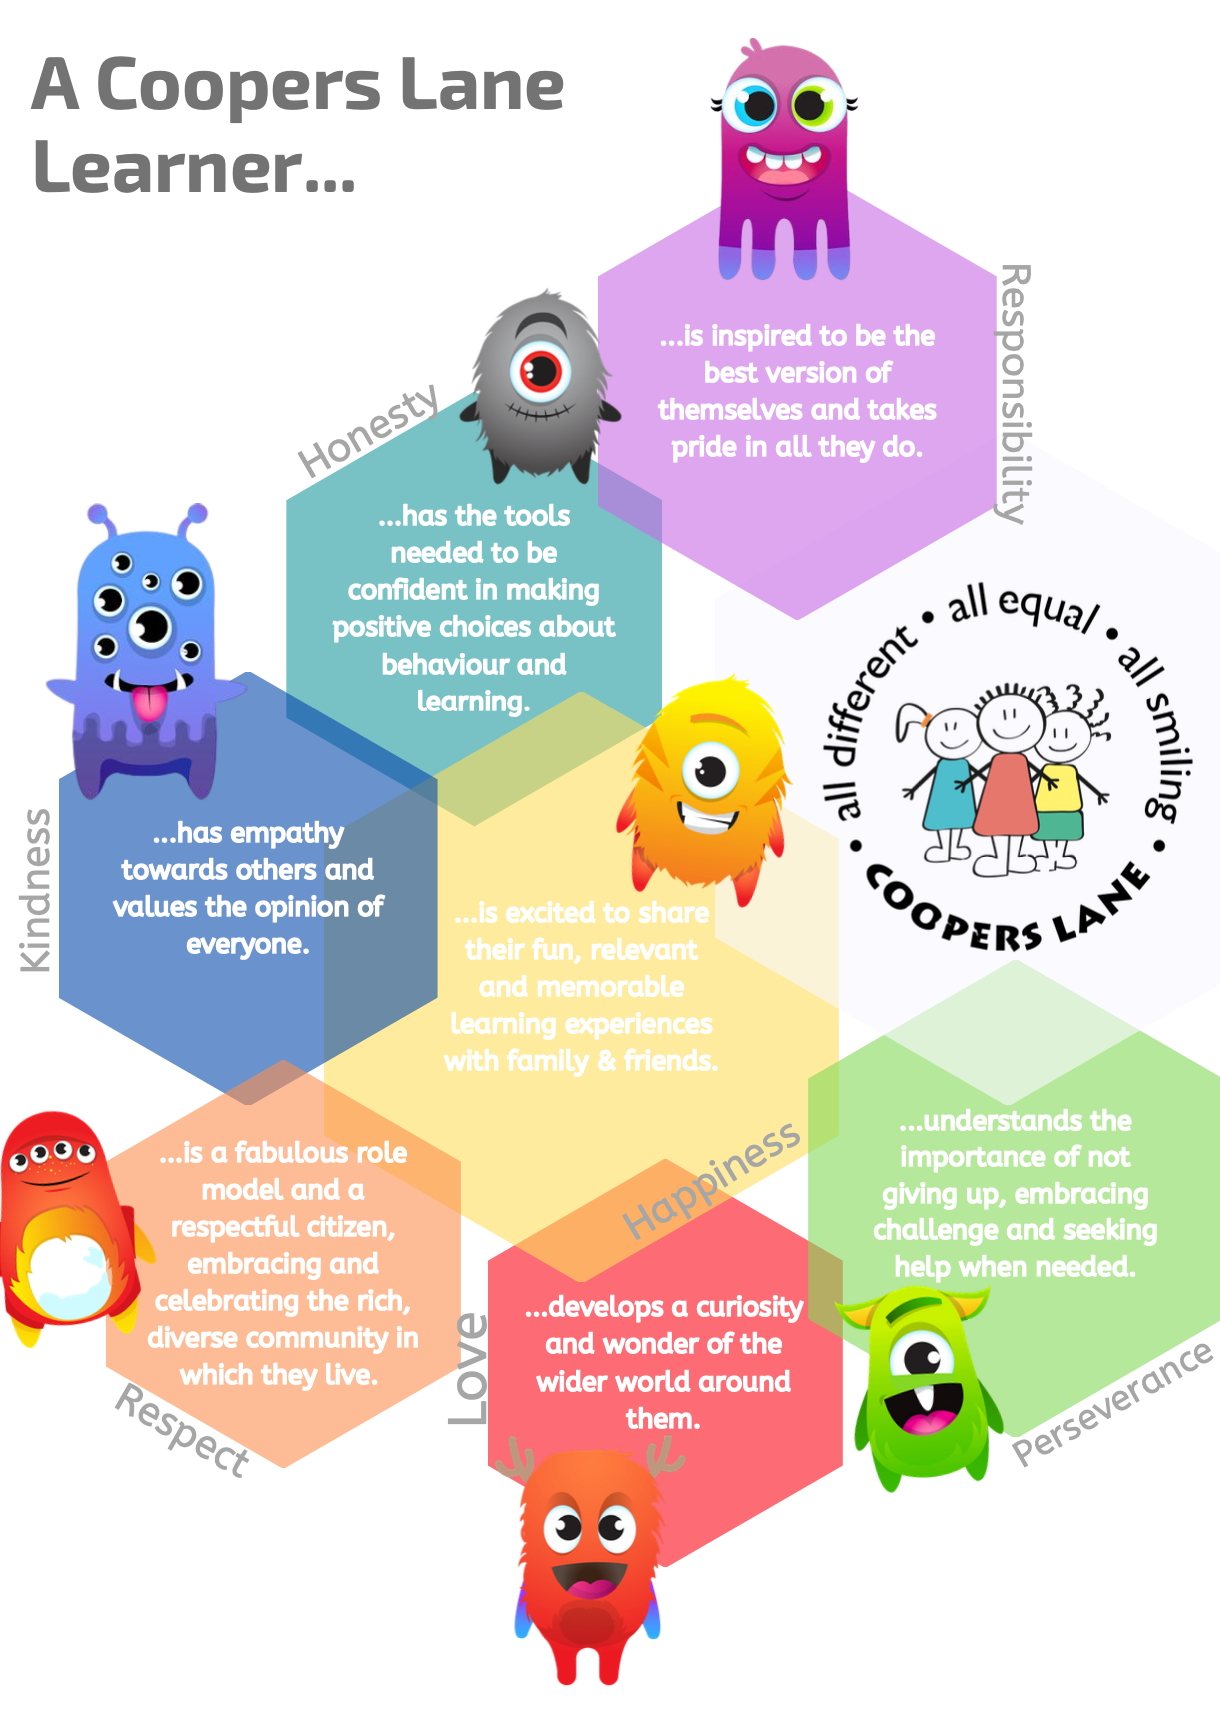 A Coopers Lane
Learner...
Responsibility
...is inspired to be the
best version of
themselves and takes
pride in all they do.
Honesty
...has the tools
needed to be
confident in making
positive choices about
behaviour and
learning.
• all different • all equal • all smiling •
COOPERS LANE
Kindness
...has empathy
towards others and
values the opinion of
everyone.
...is excited to share
their fun, relevant
and memorable
learning experiences
with family & friends.
Happiness
...understands the
importance of not
giving up, embracing
challenge and seeking
help when needed.
Perseverance
...is a fabulous role
model and a
respectful citizen,
embracing and
celebrating the rich,
diverse community in
which they live.
Respect
Love
...develops a curiosity
and wonder of the
wider world around
them.